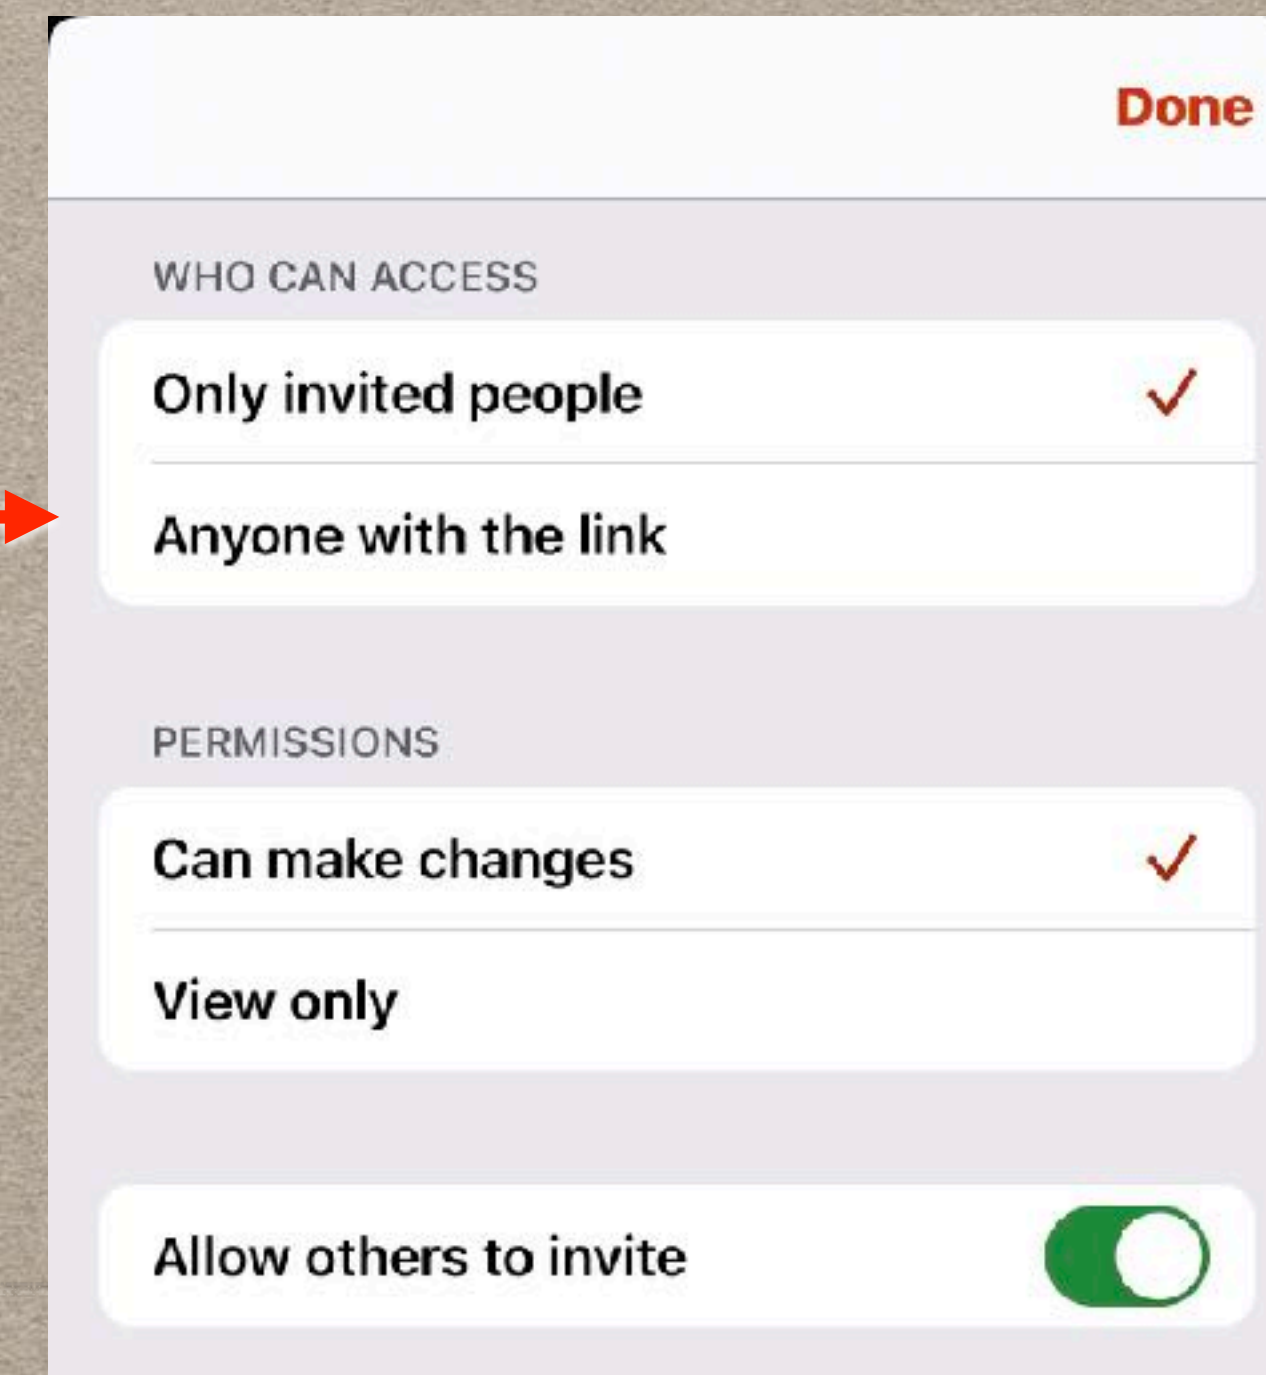 Done
WHO CAN ACCESS
Only invited people
Anyone with the link
PERMISSIONS
Can make changes
View only
Allow others to invite